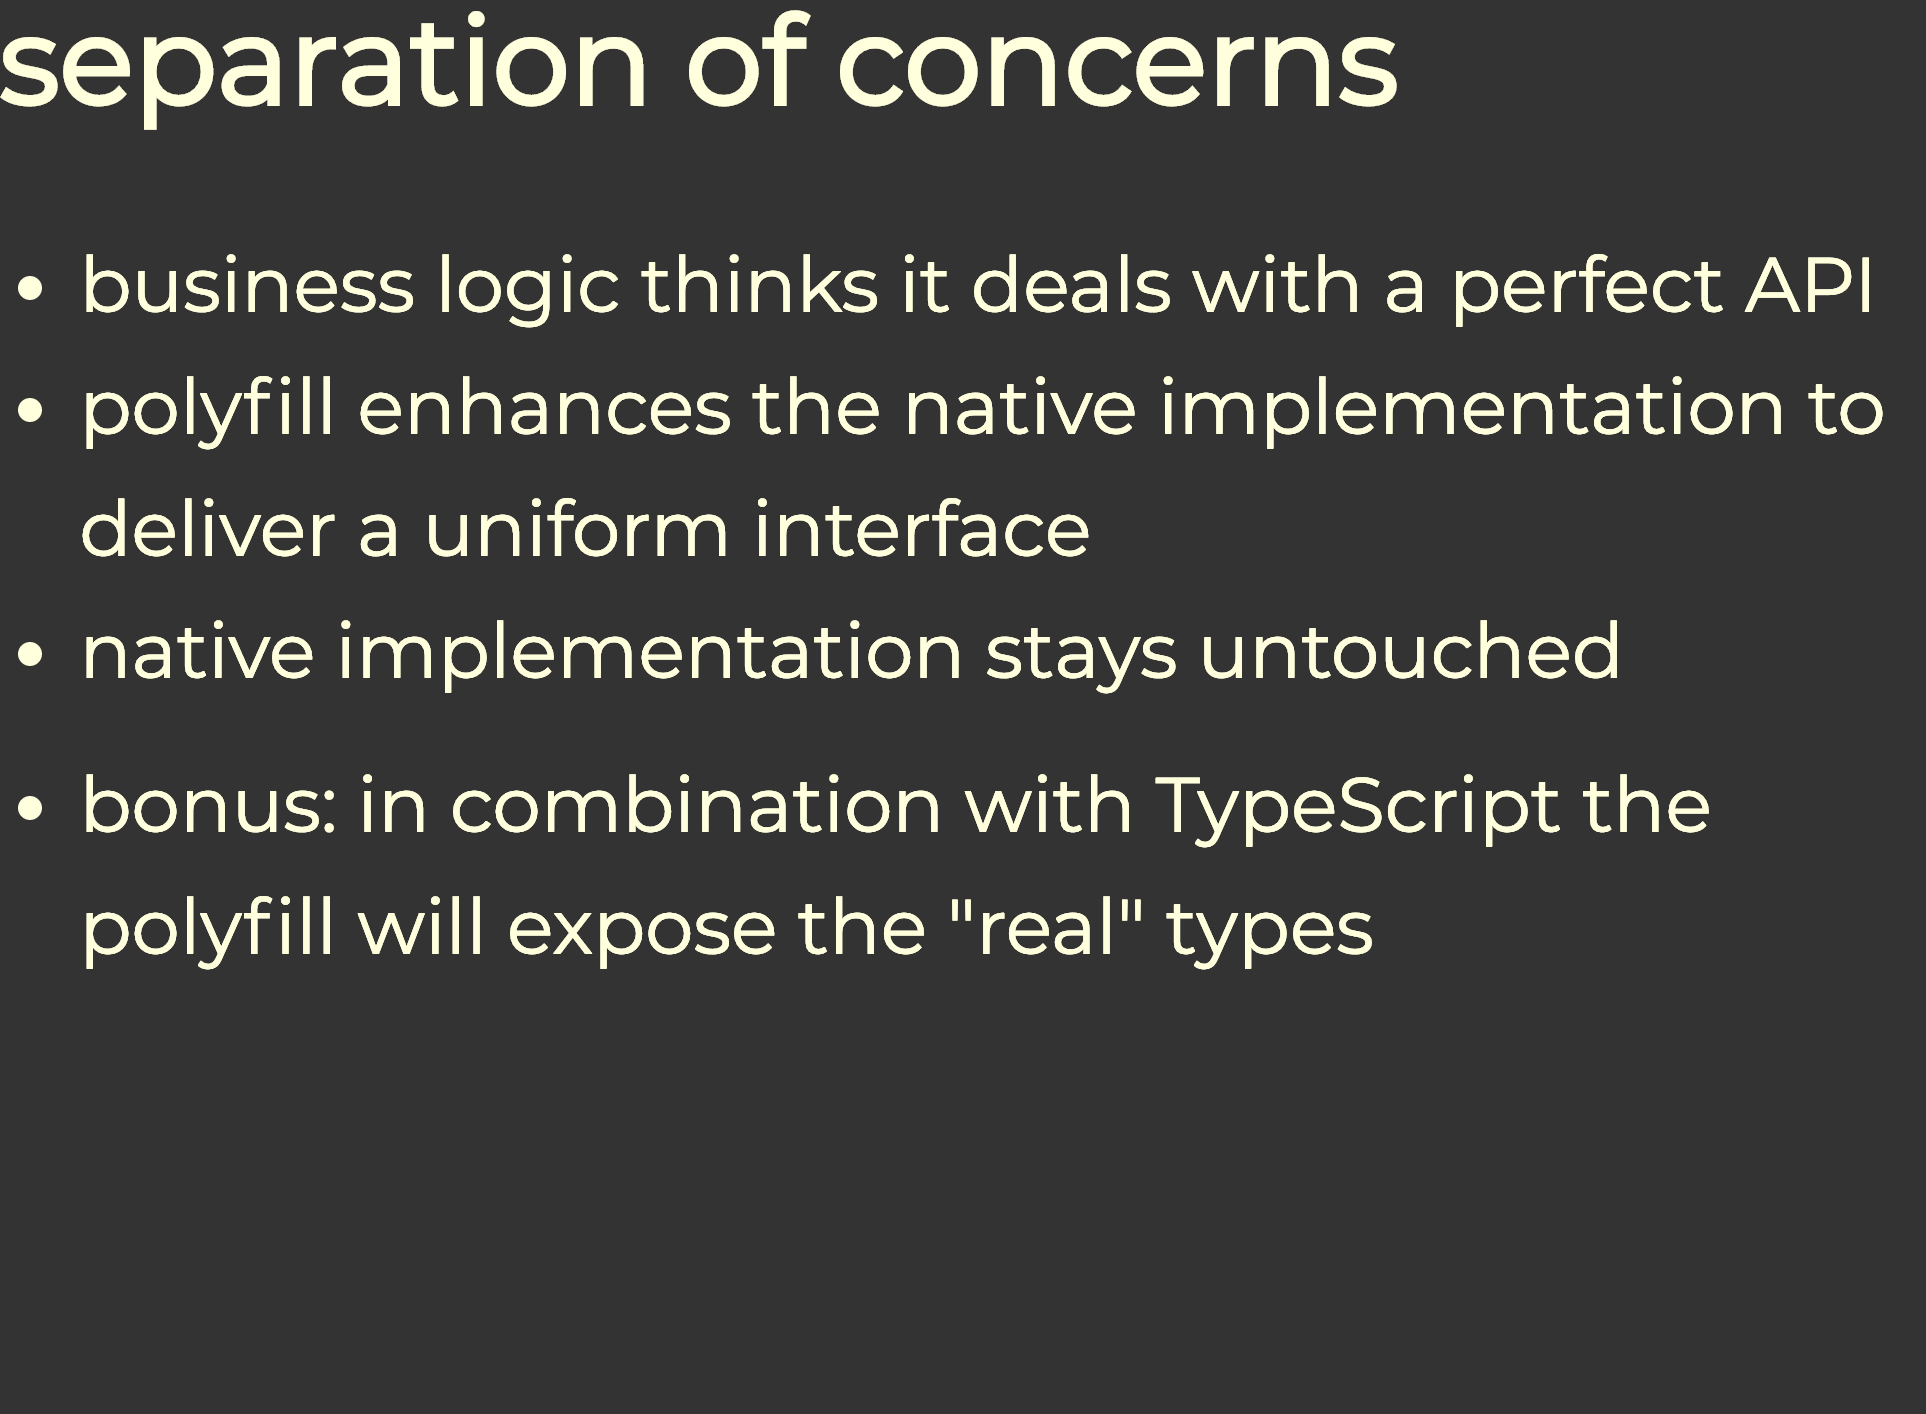 separation of concerns
• business logic thinks it deals with a perfect API
• polyfill enhances the native implementation to
deliver a uniform interface
• native implementation stays untouched
• bonus: in combination with TypeScript the
polyfill will expose the "real" types